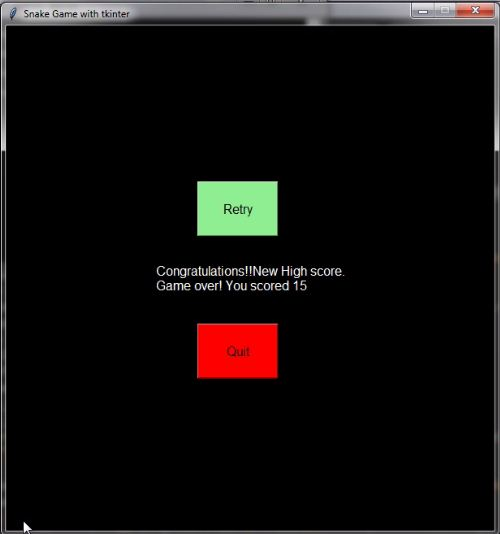 Snake Game with tkinter
Retry
Congratulations!!New High score.
Game over! You scored 15
Quit